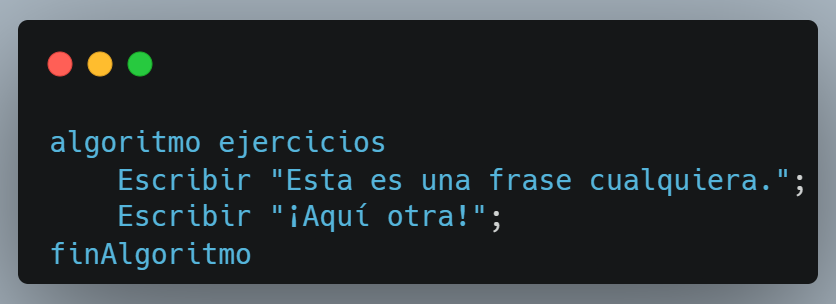 algoritmo ejercicios
    Escribir "Esta es una frase cualquiera.";
    Escribir "¡Aquí otra!";
finAlgoritmo